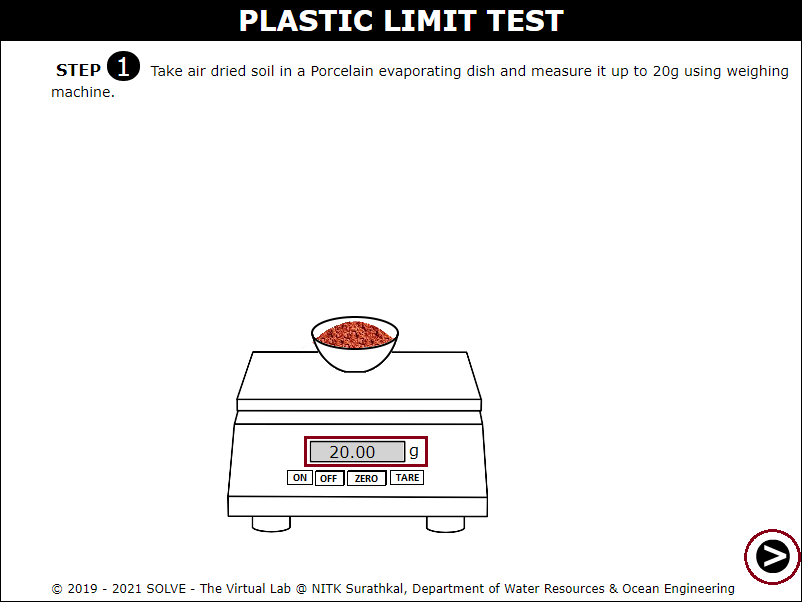 PLASTIC LIMIT TEST
STEP 1 Take air dried soil in a Porcelain evaporating dish and measure it up to 20g using weighing
machine.
20.00 g
ON OFF ZERO TARE
>
© 2019 - 2021 SOLVE - The Virtual Lab @ NITK Surathkal, Department of Water Resources & Ocean Engineering